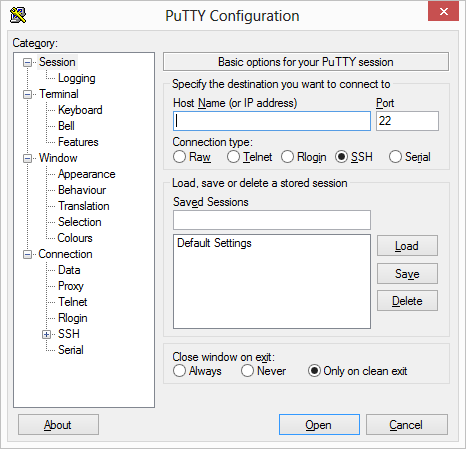 PuTTY Configuration
Category:
Session
Logging
Terminal
Keyboard
Bell
Features
Window
Appearance
Behaviour
Translation
Selection
Colours
Connection
Data
Proxy
Telnet
Rlogin
SSH
Serial
Basic options for your PuTTY session
Specify the destination you want to connect to
Host Name (or IP address) Port
22
Connection type:
Raw Telnet Rlogin SSH Serial
Load, save or delete a stored session
Saved Sessions
Default Settings
Load
Save
Delete
Close window on exit:
Always Never Only on clean exit
About Open Cancel